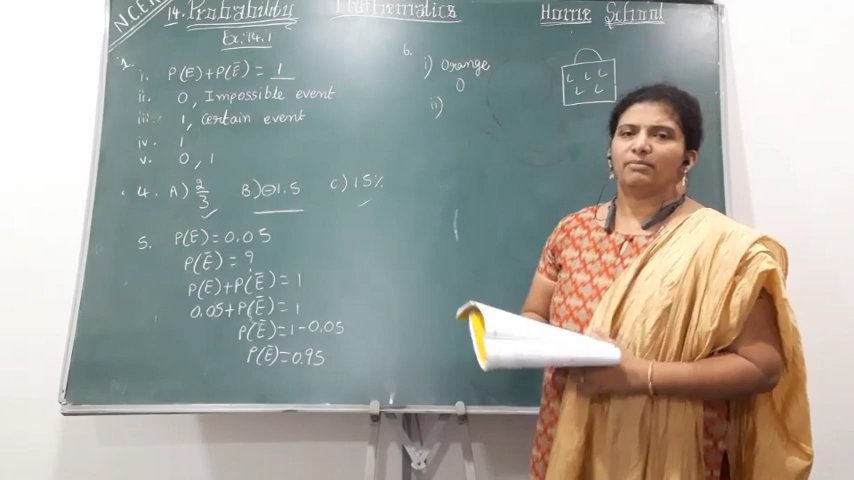 NCERT
14. Probability
Mathematics
Home School
Ex: 14.1
1.
i. P(E)+P(Ē) = 1
ii. 0, Impossible event
iii. 1, Certain event
iv. 1
v. 0, 1
4. A) 2/3 B) -1.5 C) 15%
5. P(E)=0.05
P(Ē) = ?
P(E)+P(Ē) = 1
0.05+P(Ē) = 1
P(Ē)=1-0.05
P(Ē)=0.95
6.
i) Orange
0
ii)
L L L
L L